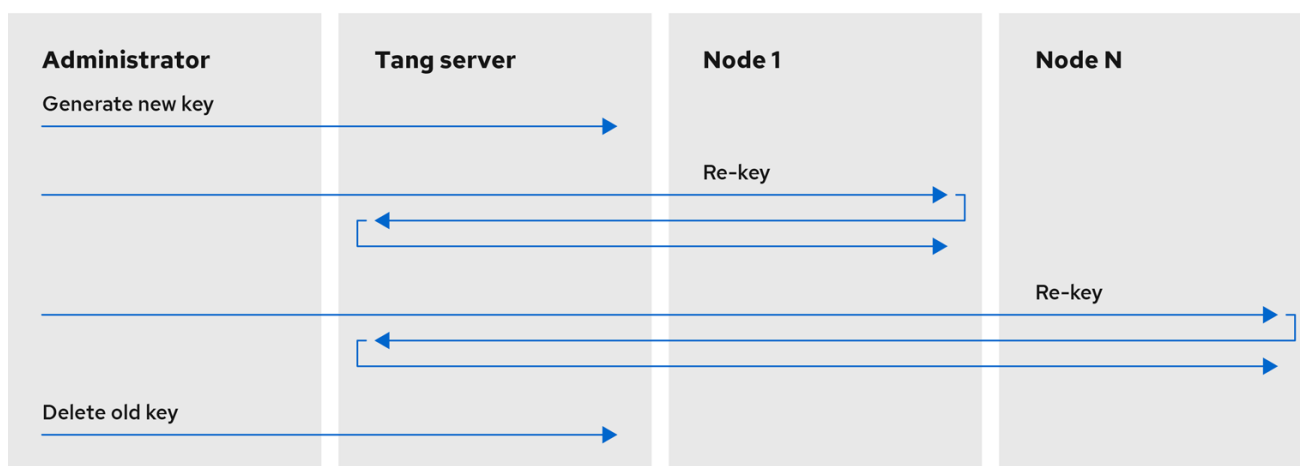 Administrator
Tang server
Node 1
Node N
Generate new key
Re-key
Re-key
Delete old key